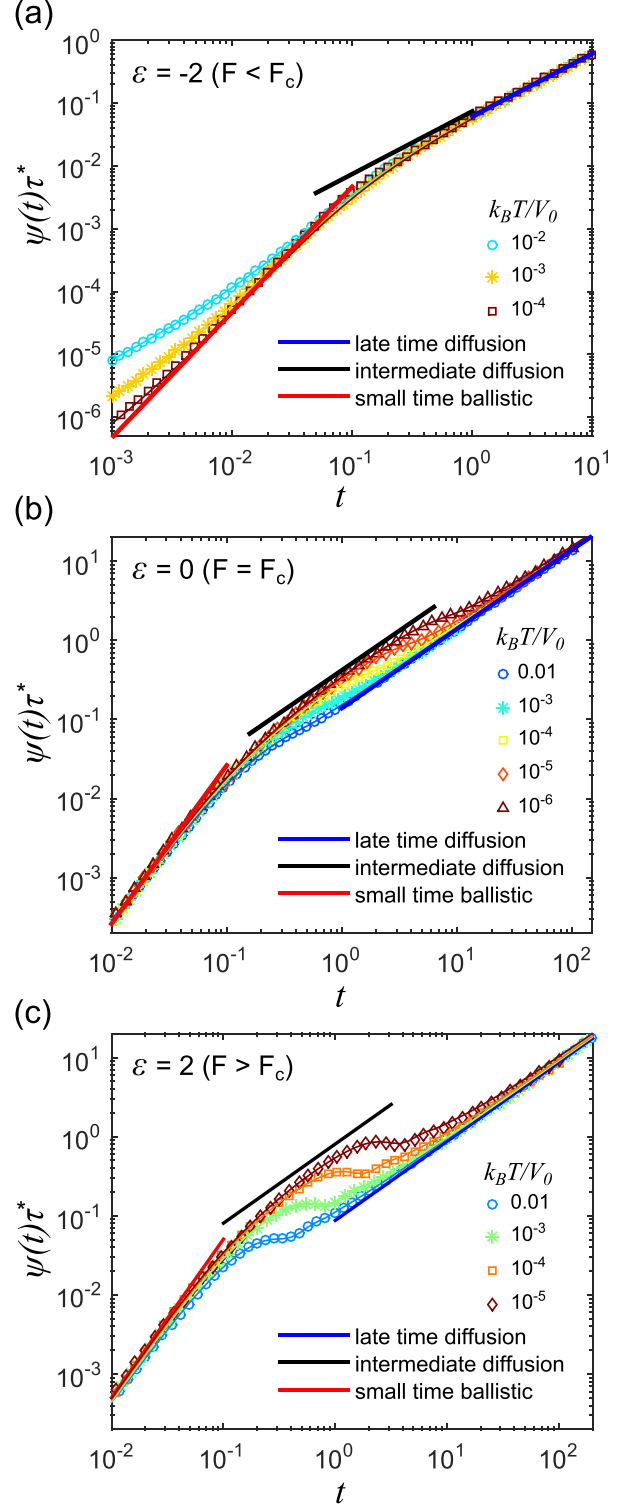 (a)
ε = -2 (F < F_c)
ψ(t)τ*
10^0
10^-1
10^-2
10^-3
10^-4
10^-5
10^-6
k_BT/V_0
10^-2
10^-3
10^-4
late time diffusion
intermediate diffusion
small time ballistic
10^-3 10^-2 10^-1 10^0 10^1
t
(b)
ε = 0 (F = F_c)
ψ(t)τ*
10^1
10^0
10^-1
10^-2
10^-3
k_BT/V_0
0.01
10^-3
10^-4
10^-5
10^-6
late time diffusion
intermediate diffusion
small time ballistic
10^-2 10^-1 10^0 10^1 10^2
t
(c)
ε = 2 (F > F_c)
ψ(t)τ*
10^1
10^0
10^-1
10^-2
10^-3
k_BT/V_0
0.01
10^-3
10^-4
10^-5
late time diffusion
intermediate diffusion
small time ballistic
10^-2 10^-1 10^0 10^1 10^2
t